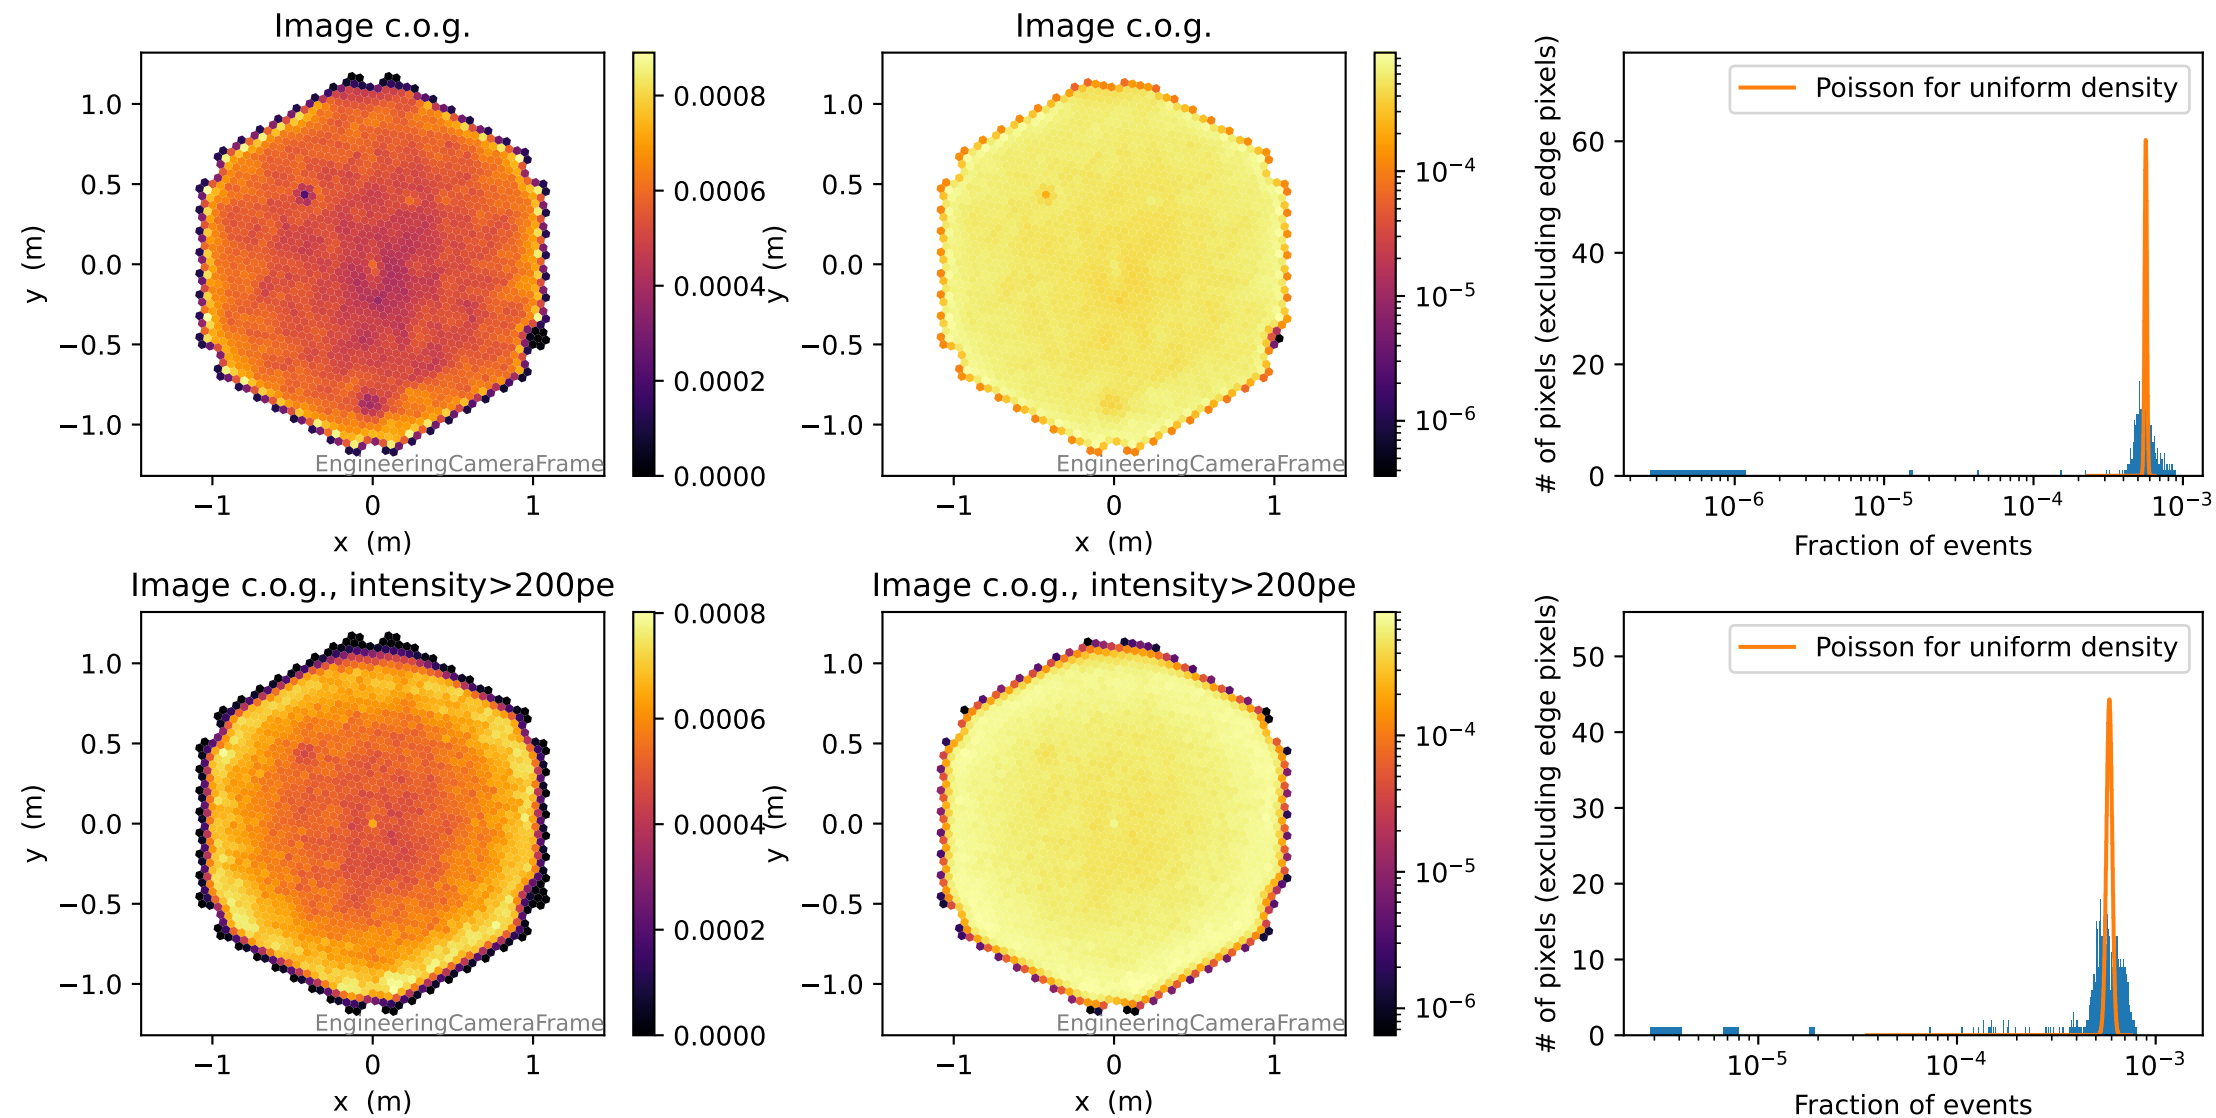 Image c.o.g.
1.0
0.5
0.0
−0.5
−1.0
y (m)
−1
0
1
x (m)
EngineeringCameraFrame
0.0008
0.0006
0.0004
0.0002
0.0000
Image c.o.g.
1.0
0.5
0.0
−0.5
−1.0
y (m)
−1
0
1
x (m)
EngineeringCameraFrame
10⁻⁴
10⁻⁵
10⁻⁶
# of pixels (excluding edge pixels)
60
40
20
0
Poisson for uniform density
10⁻⁶
10⁻⁵
10⁻⁴
10⁻³
Fraction of events
Image c.o.g., intensity>200pe
1.0
0.5
0.0
−0.5
−1.0
y (m)
−1
0
1
x (m)
EngineeringCameraFrame
0.0008
0.0006
0.0004
0.0002
0.0000
Image c.o.g., intensity>200pe
1.0
0.5
0.0
−0.5
−1.0
y (m)
−1
0
1
x (m)
EngineeringCameraFrame
10⁻⁴
10⁻⁵
10⁻⁶
# of pixels (excluding edge pixels)
50
40
30
20
10
0
Poisson for uniform density
10⁻⁵
10⁻⁴
10⁻³
Fraction of events